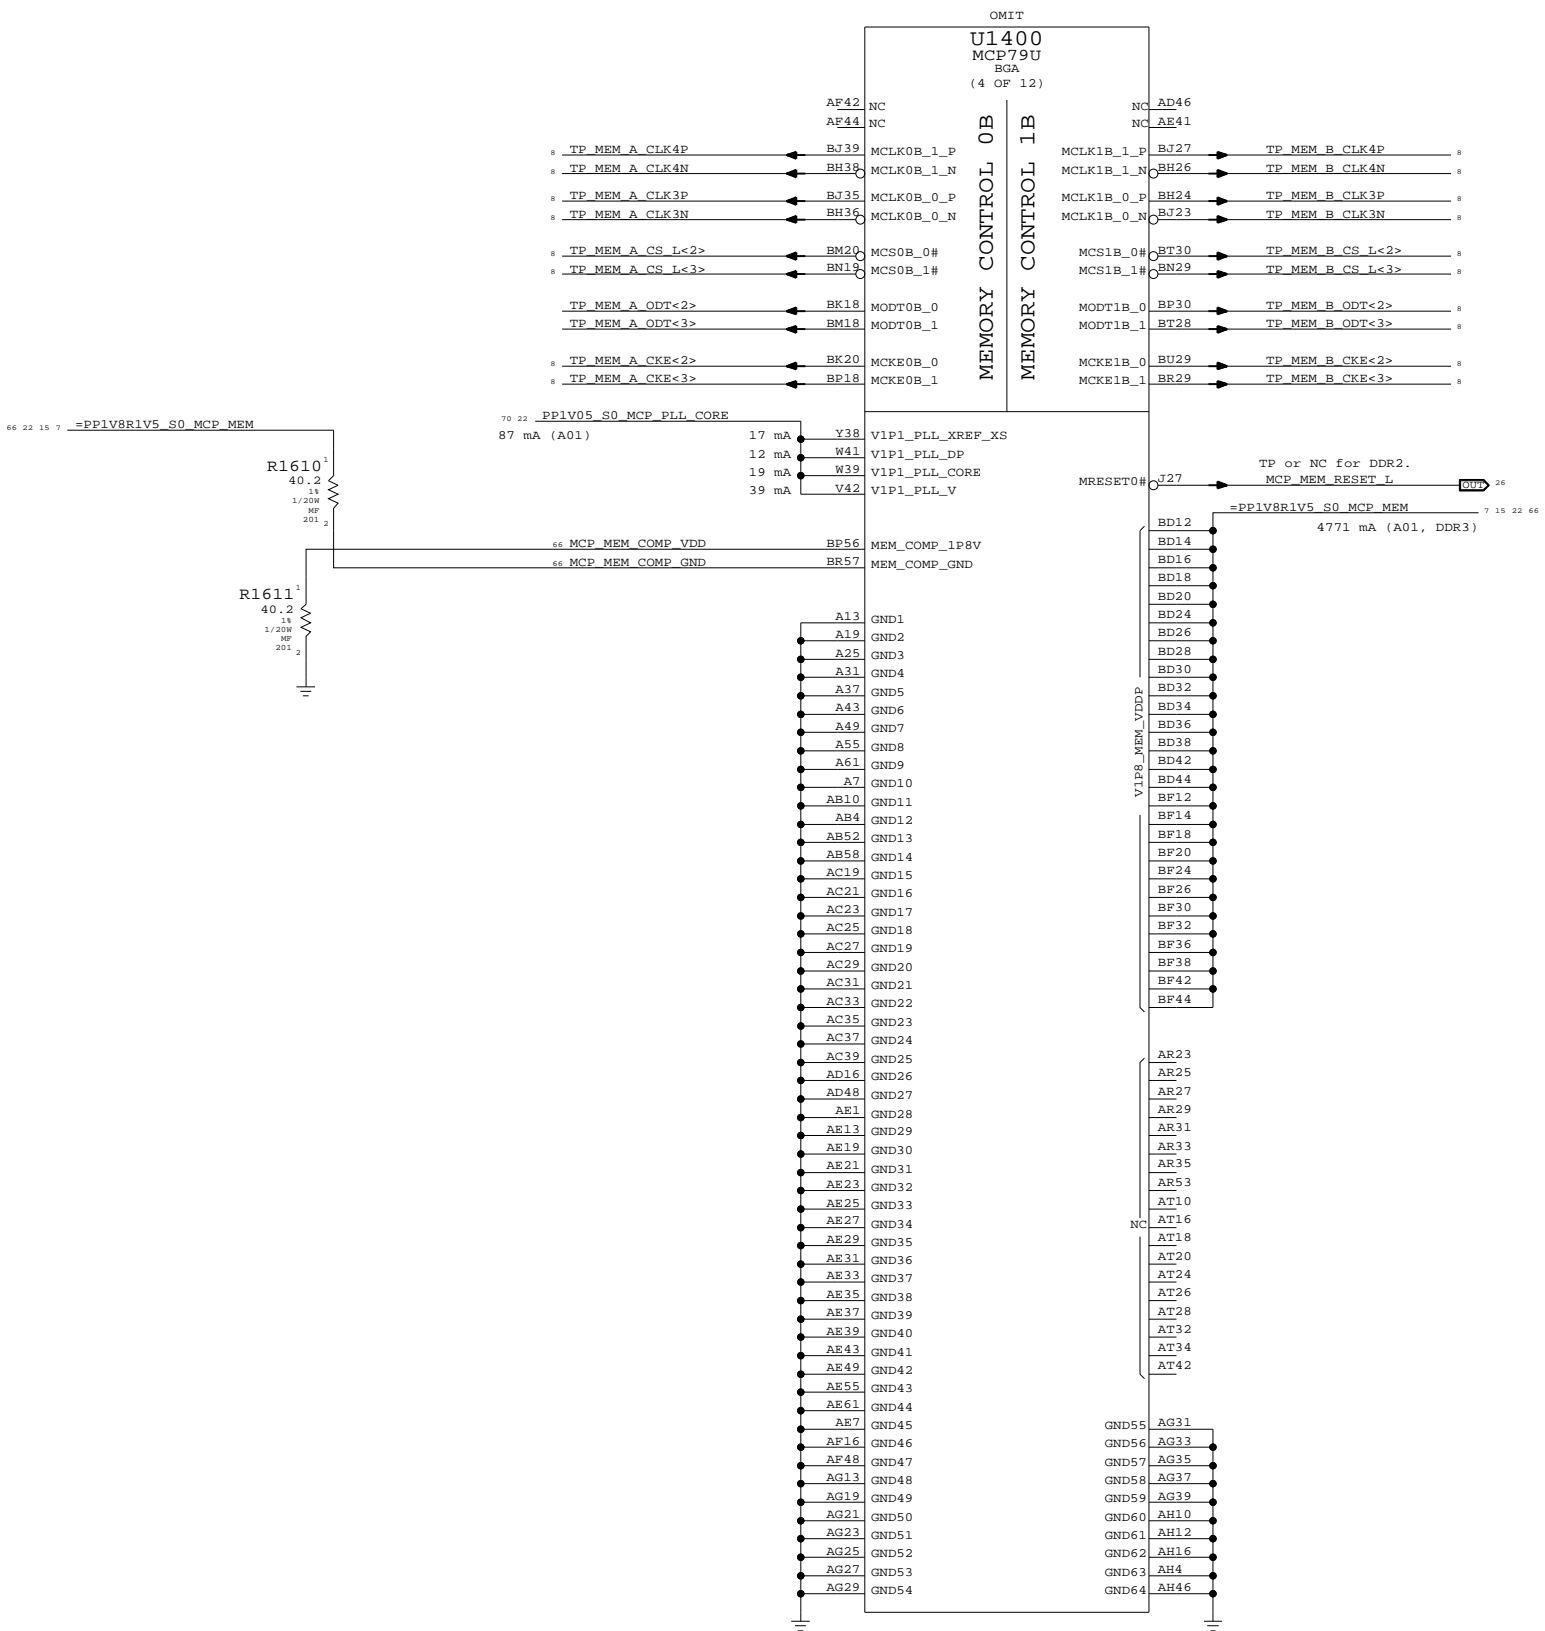 OMIT
U1400
MCP79U
BGA
(4 OF 12)
MEMORY CONTROL 0B
MEMORY CONTROL 1B
AF42 NC
AF44 NC
8 TP_MEM_A_CLK4P BJ39 MCLK0B_1_P
8 TP_MEM_A_CLK4N BH38 MCLK0B_1_N
8 TP_MEM_A_CLK3P BJ35 MCLK0B_0_P
8 TP_MEM_A_CLK3N BH36 MCLK0B_0_N
8 TP_MEM_A_CS_L<2> BM20 MCS0B_0#
8 TP_MEM_A_CS_L<3> BN19 MCS0B_1#
TP_MEM_A_ODT<2> BK18 MODT0B_0
TP_MEM_A_ODT<3> BM18 MODT0B_1
8 TP_MEM_A_CKE<2> BK20 MCKE0B_0
8 TP_MEM_A_CKE<3> BP18 MCKE0B_1
NC AD46
NC AE41
MCLK1B_1_P BJ27 TP_MEM_B_CLK4P 8
MCLK1B_1_N BH26 TP_MEM_B_CLK4N 8
MCLK1B_0_P BH24 TP_MEM_B_CLK3P 8
MCLK1B_0_N BJ23 TP_MEM_B_CLK3N 8
MCS1B_0# BT30 TP_MEM_B_CS_L<2> 8
MCS1B_1# BN29 TP_MEM_B_CS_L<3> 8
MODT1B_0 BP30 TP_MEM_B_ODT<2> 8
MODT1B_1 BT28 TP_MEM_B_ODT<3> 8
MCKE1B_0 BU29 TP_MEM_B_CKE<2> 8
MCKE1B_1 BR29 TP_MEM_B_CKE<3> 8
66 22 15 7 =PP1V8R1V5_S0_MCP_MEM
R1610 1
40.2
1%
1/20W
MF
201 2
R1611 1
40.2
1%
1/20W
MF
201 2
70 22 PP1V05_S0_MCP_PLL_CORE
87 mA (A01)
17 mA Y38 V1P1_PLL_XREF_XS
12 mA W41 V1P1_PLL_DP
19 mA W39 V1P1_PLL_CORE
39 mA V42 V1P1_PLL_V
66 MCP_MEM_COMP_VDD BP56 MEM_COMP_1P8V
66 MCP_MEM_COMP_GND BR57 MEM_COMP_GND
TP or NC for DDR2.
MRESET0# J27 MCP_MEM_RESET_L OUT 26
=PP1V8R1V5_S0_MCP_MEM 7 15 22 66
4771 mA (A01, DDR3)
A13 GND1
A19 GND2
A25 GND3
A31 GND4
A37 GND5
A43 GND6
A49 GND7
A55 GND8
A61 GND9
A7 GND10
AB10 GND11
AB4 GND12
AB52 GND13
AB58 GND14
AC19 GND15
AC21 GND16
AC23 GND17
AC25 GND18
AC27 GND19
AC29 GND20
AC31 GND21
AC33 GND22
AC35 GND23
AC37 GND24
AC39 GND25
AD16 GND26
AD48 GND27
AE1 GND28
AE13 GND29
AE19 GND30
AE21 GND31
AE23 GND32
AE25 GND33
AE27 GND34
AE29 GND35
AE31 GND36
AE33 GND37
AE35 GND38
AE37 GND39
AE39 GND40
AE43 GND41
AE49 GND42
AE55 GND43
AE61 GND44
AE7 GND45
AF16 GND46
AF48 GND47
AG13 GND48
AG19 GND49
AG21 GND50
AG23 GND51
AG25 GND52
AG27 GND53
AG29 GND54
V1P8_MEM_VDDP
BD12
BD14
BD16
BD18
BD20
BD24
BD26
BD28
BD30
BD32
BD34
BD36
BD38
BD42
BD44
BF12
BF14
BF18
BF20
BF24
BF26
BF30
BF32
BF36
BF38
BF42
BF44
NC
AR23
AR25
AR27
AR29
AR31
AR33
AR35
AR53
AT10
AT16
AT18
AT20
AT24
AT26
AT28
AT32
AT34
AT42
GND55 AG31
GND56 AG33
GND57 AG35
GND58 AG37
GND59 AG39
GND60 AH10
GND61 AH12
GND62 AH16
GND63 AH4
GND64 AH46